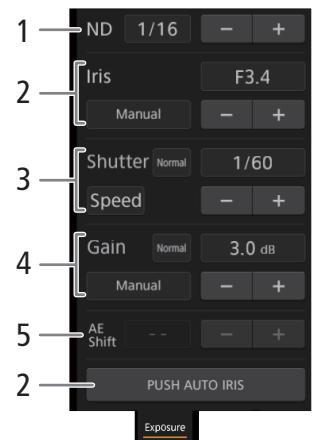 1 ND 1/16 − +
2 Iris F3.4
Manual − +
3 Shutter Normal 1/60
Speed − +
4 Gain Normal 3.0 dB
Manual − +
5 AE Shift -- − +
2 PUSH AUTO IRIS
Exposure